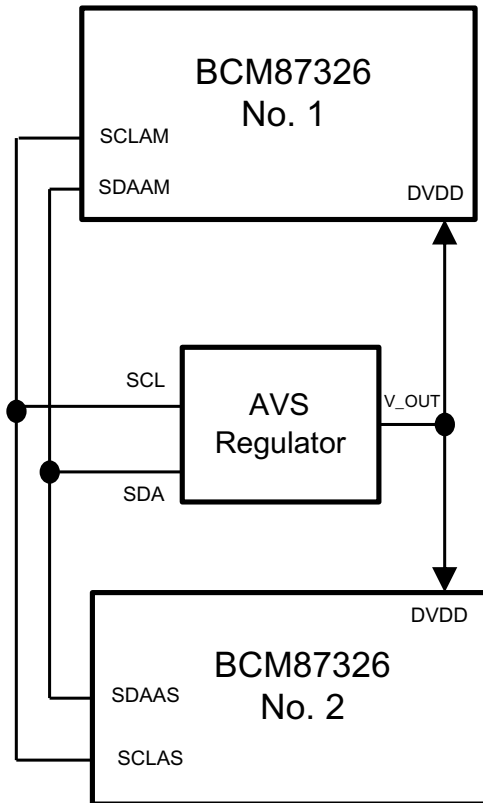 BCM87326
No. 1
SCLAM
SDAAM
DVDD
SCL
AVS
Regulator
V_OUT
SDA
DVDD
BCM87326
No. 2
SDAAS
SCLAS